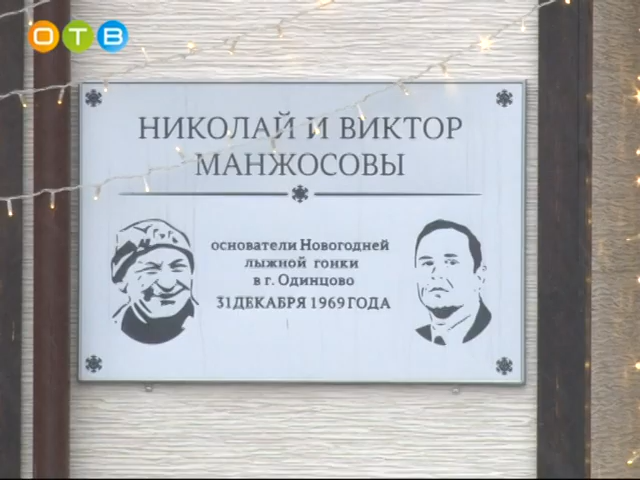 ОТВ
НИКОЛАЙ И ВИКТОР
МАНЖОСОВЫ
основатели Новогодней
лыжной гонки
в г. Одинцово
31 ДЕКАБРЯ 1969 ГОДА